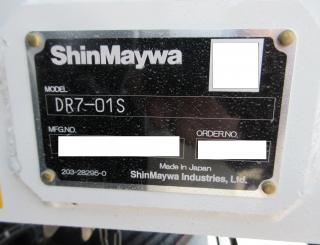 ShinMaywa
MODEL
DR7-01S
MFG.NO.
ORDER.NO.
Made in Japan
203-28295-0
ShinMaywa Industries, Ltd.